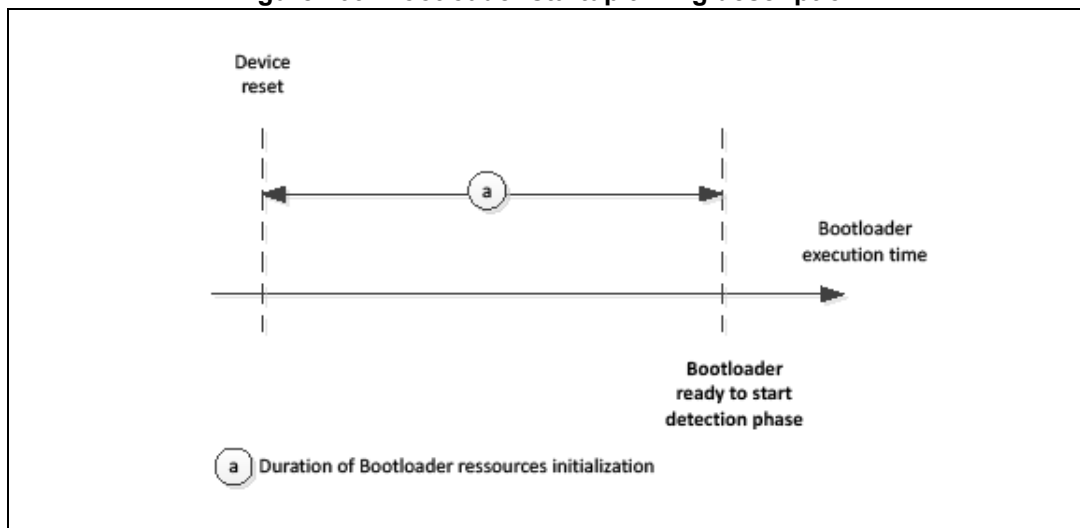 Device
reset
a
Bootloader
execution time
Bootloader
ready to start
detection phase
a Duration of Bootloader ressources initialization